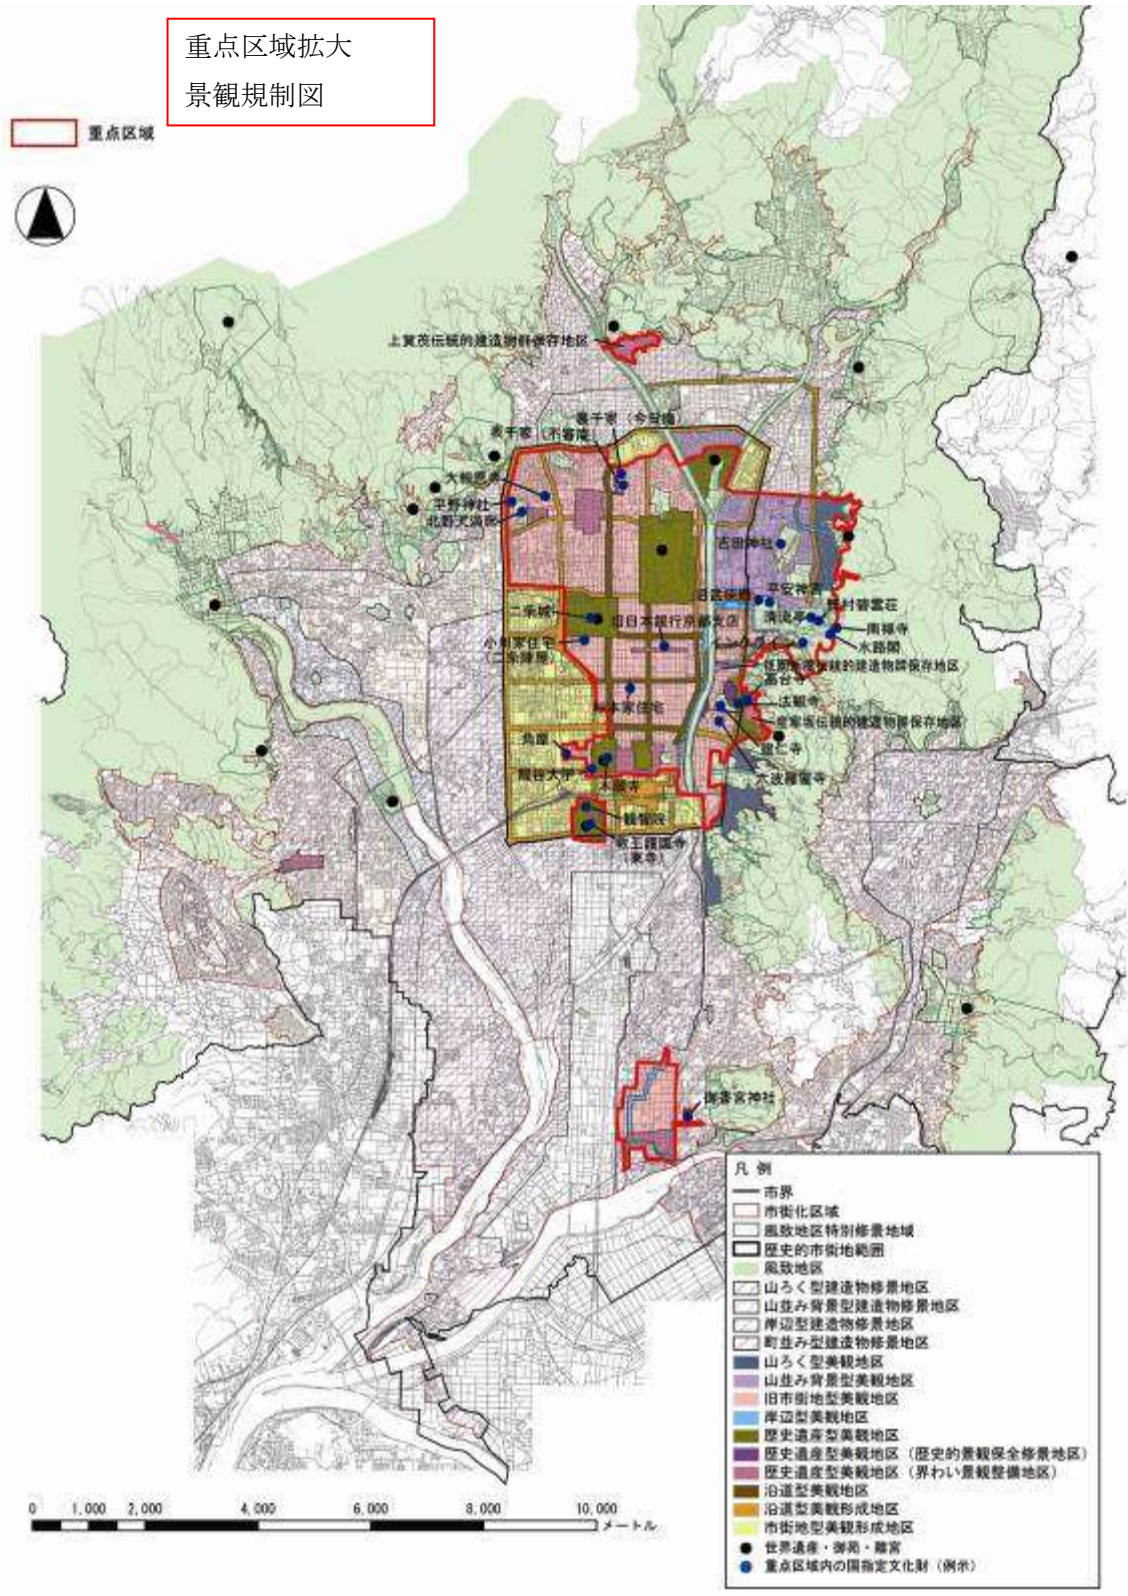 重点区域拡大
景観規制図
重点区域
上賀茂伝統的建造物群保存地区
裏千家（今日庵）
表千家（不審菴）
大報恩寺
平野神社
北野天満宮
吉田神社
平安神宮
清流亭
野村碧雲荘
南禅寺
水路閣
二条城
旧日本銀行京都支店
小川家住宅
（二条陣屋）
高台寺
法観寺
産寧坂伝統的建造物群保存地区
建仁寺
六波羅蜜寺
角屋
龍谷大学
本願寺
観智院
教王護国寺
（東寺）
御香宮神社
凡 例
市界
市街化区域
風致地区特別修景地域
歴史的市街地範囲
風致地区
山ろく型建造物修景地区
山並み背景型建造物修景地区
岸辺型建造物修景地区
町並み型建造物修景地区
山ろく型美観地区
山並み背景型美観地区
旧市街地型美観地区
岸辺型美観地区
歴史遺産型美観地区
歴史遺産型美観地区（歴史的景観保全修景地区）
歴史遺産型美観地区（界わい景観整備地区）
沿道型美観地区
沿道型美観形成地区
市街地型美観形成地区
世界遺産・御苑・離宮
重点区域内の国指定文化財（例示）
0 1,000 2,000 4,000 6,000 8,000 10,000
メートル